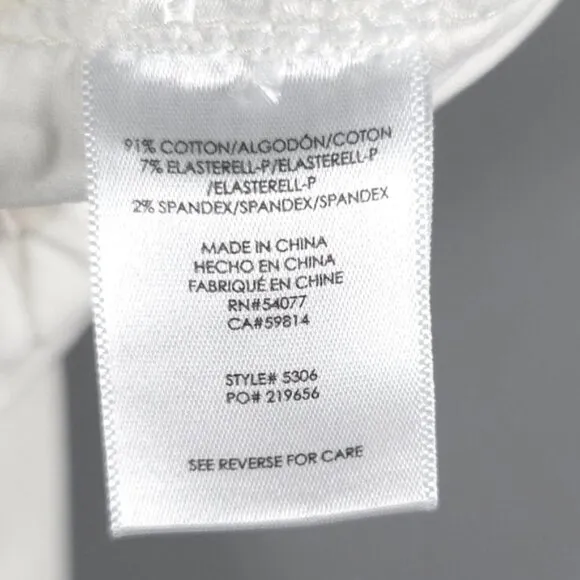 91% COTTON/ALGODÓN/COTON
7% ELASTERELL-P/ELASTERELL-P
/ELASTERELL-P
2% SPANDEX/SPANDEX/SPANDEX
MADE IN CHINA
HECHO EN CHINA
FABRIQUÉ EN CHINE
RN#54077
CA#59814
STYLE# 5306
PO# 219656
SEE REVERSE FOR CARE